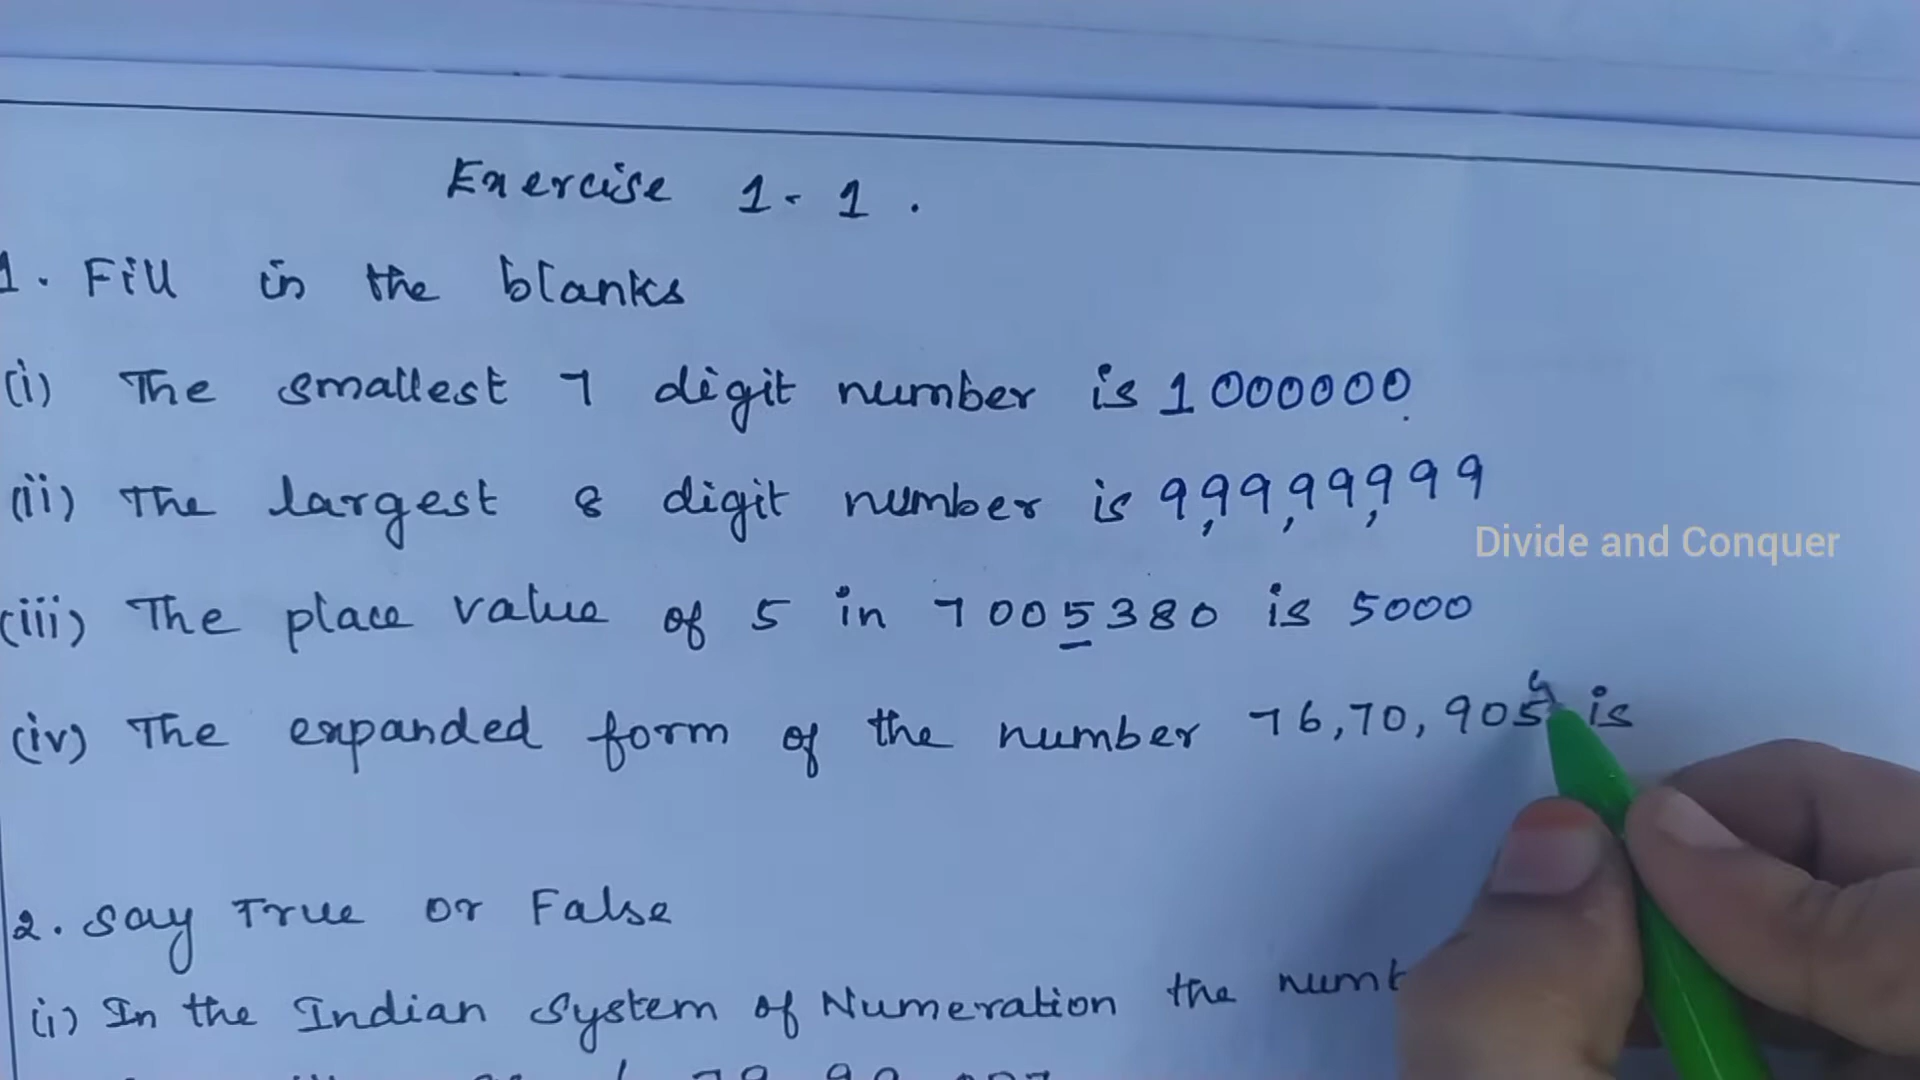 Exercise 1.1.
1. Fill in the blanks
(i) The smallest 7 digit number is 1000000
(ii) The largest 8 digit number is 9,99,99,999
Divide and Conquer
(iii) The place value of 5 in 7005380 is 5000
(iv) The expanded form of the number 76,70,905 is
2. Say True or False
(i) In the Indian System of Numeration the numb